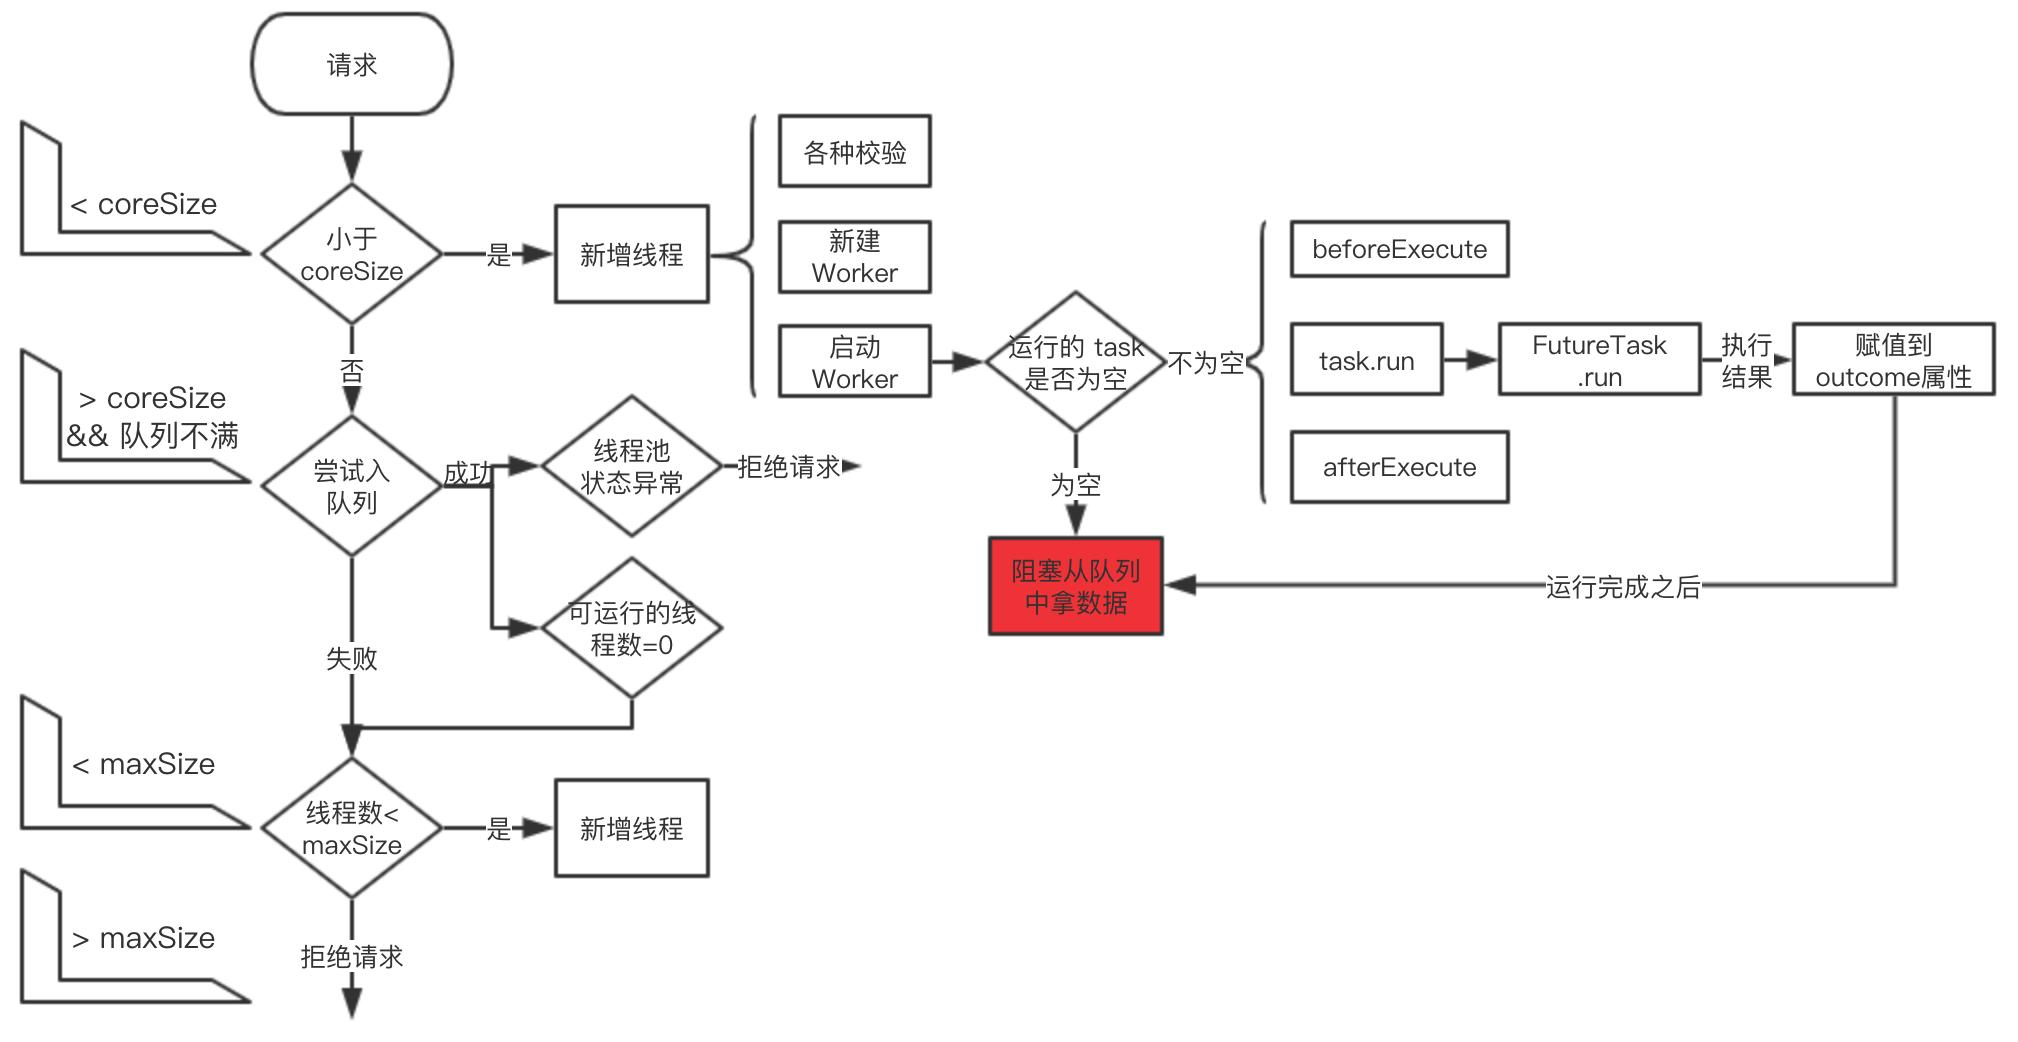 请求
< coreSize
小于
coreSize
是
新增线程
各种校验
新建
Worker
启动
Worker
运行的 task
是否为空
不为空
beforeExecute
task.run
FutureTask
.run
执行
结果
赋值到
outcome属性
afterExecute
为空
阻塞从队列
中拿数据
运行完成之后
否
> coreSize
&& 队列不满
尝试入
队列
成功
线程池
状态异常
拒绝请求
可运行的线
程数=0
失败
< maxSize
线程数<
maxSize
是
新增线程
> maxSize
拒绝请求